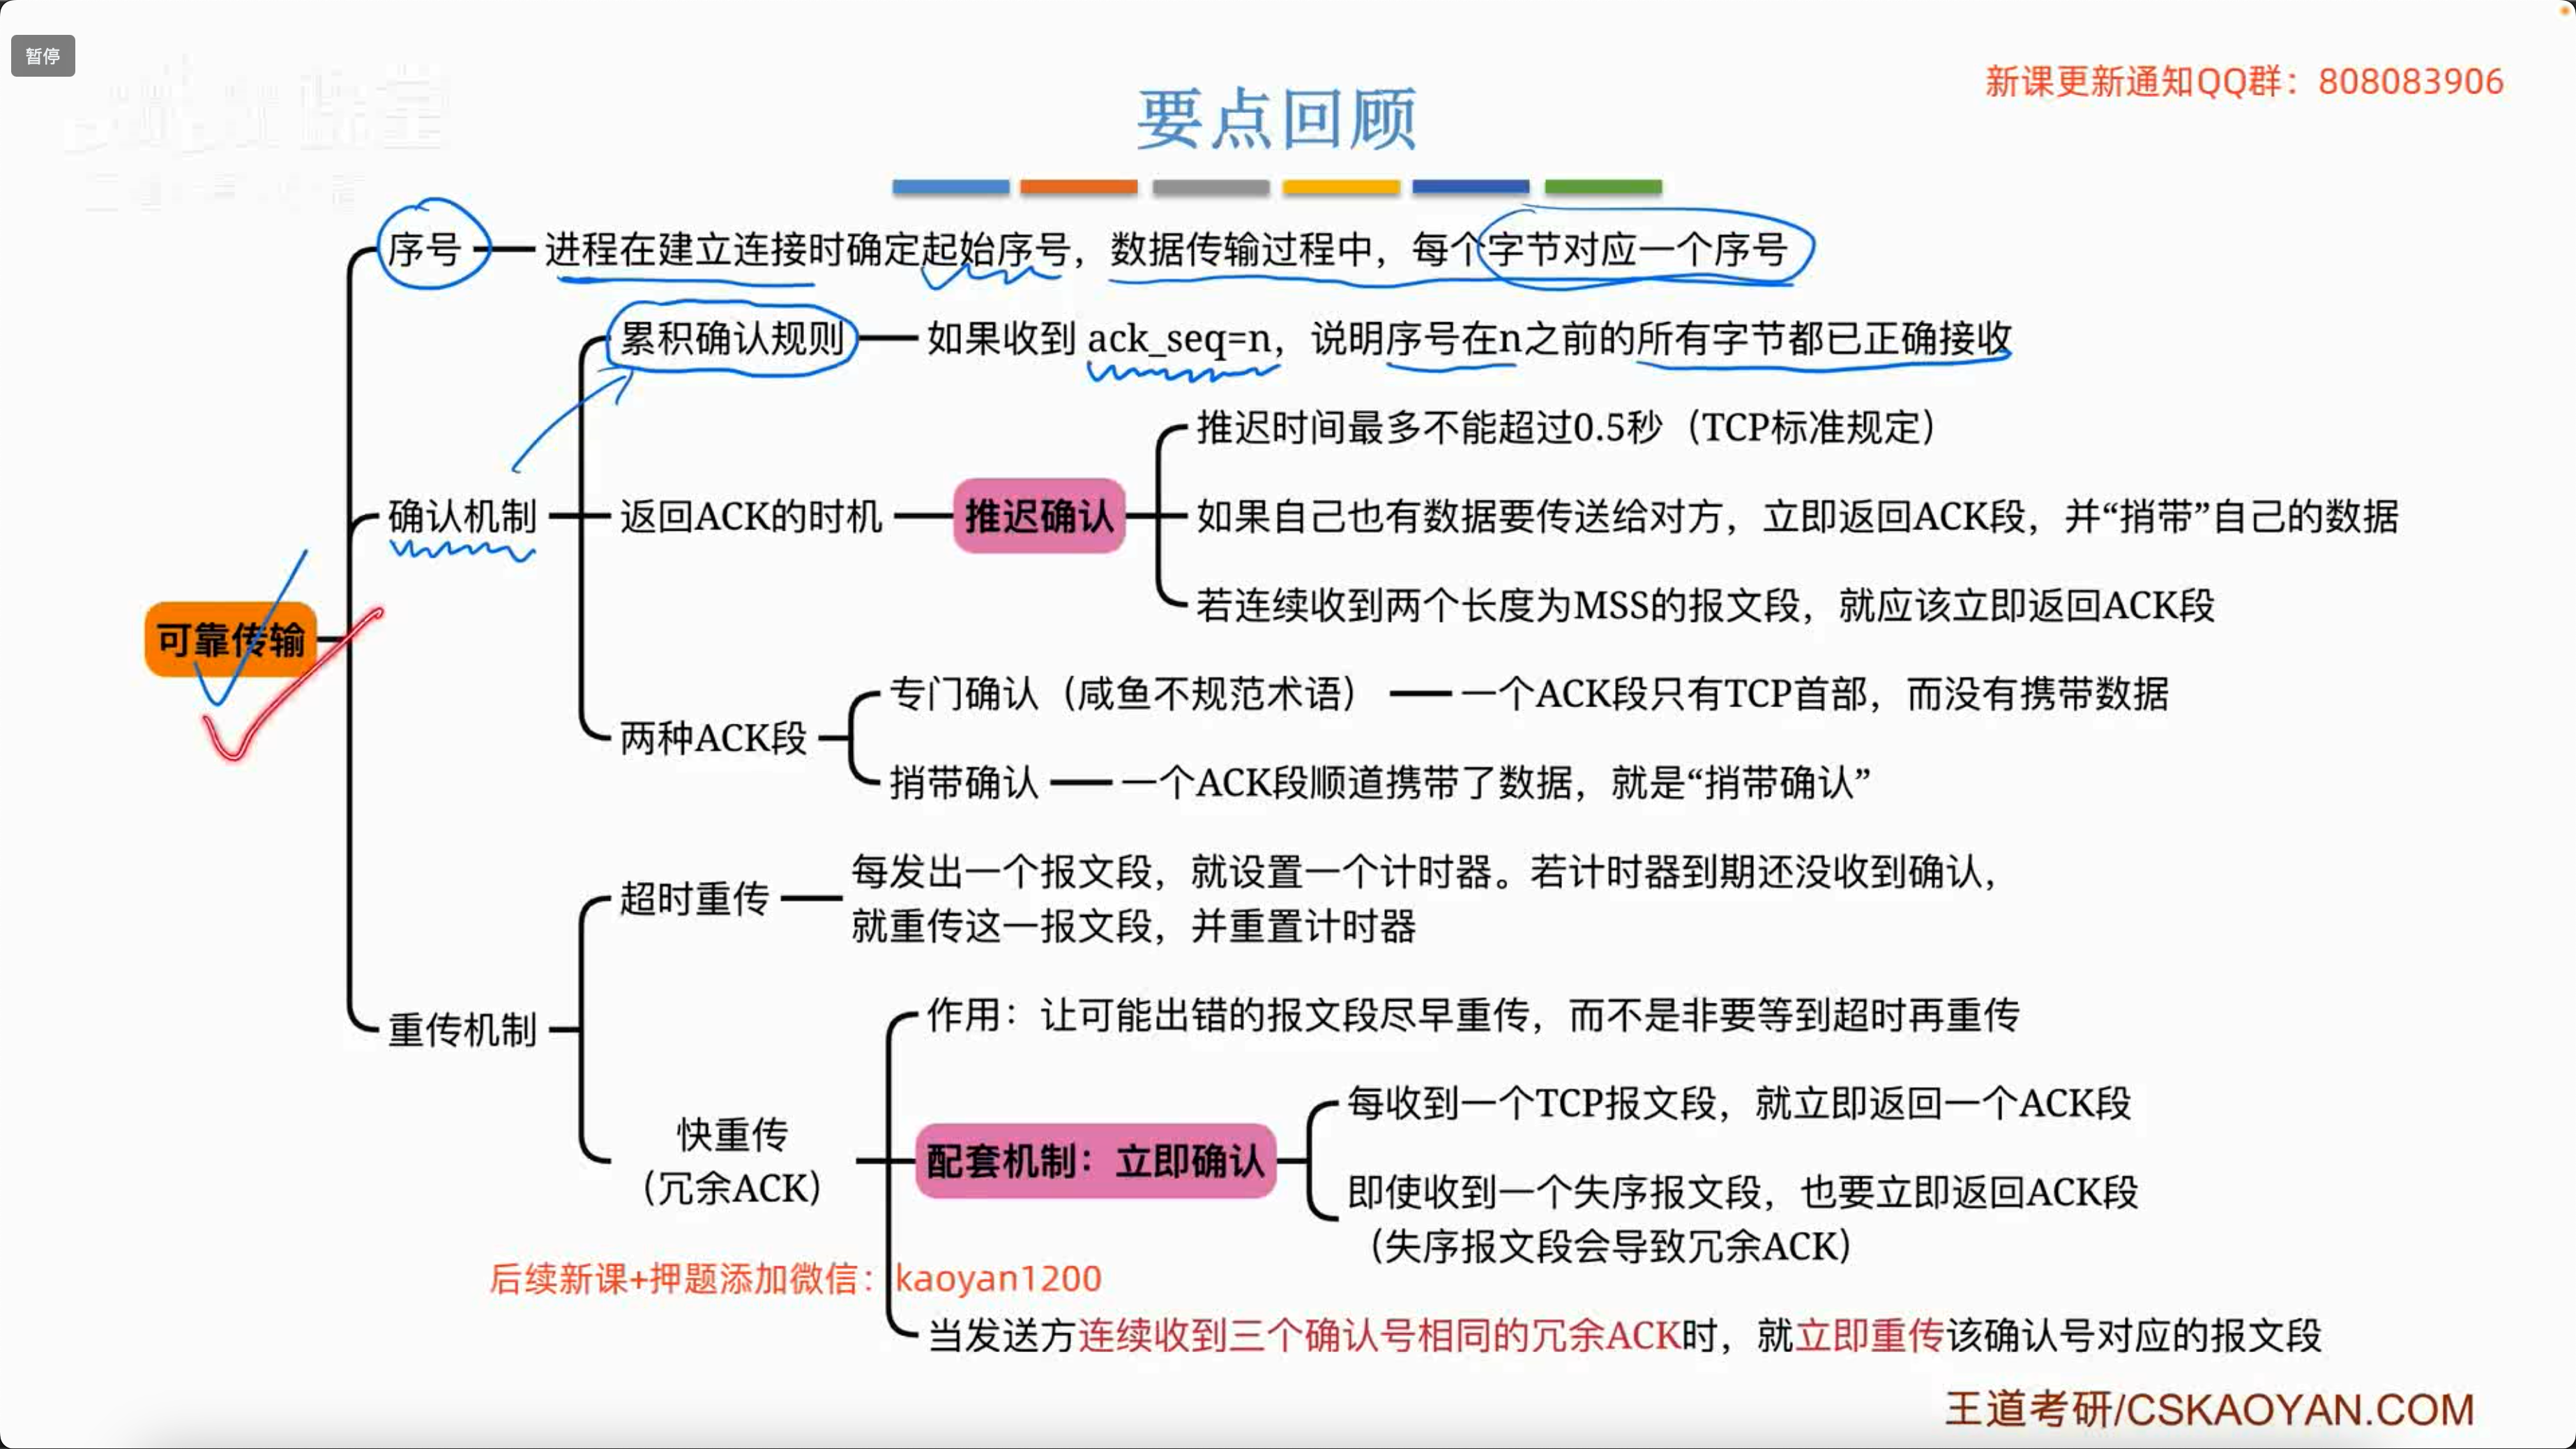 暂停
新课更新通知QQ群：808083906
要点回顾
序号
进程在建立连接时确定起始序号，数据传输过程中，每个字节对应一个序号
累积确认规则
如果收到 ack_seq=n，说明序号在n之前的所有字节都已正确接收
推迟时间最多不能超过0.5秒（TCP标准规定）
确认机制
返回ACK的时机
推迟确认
如果自己也有数据要传送给对方，立即返回ACK段，并“捎带”自己的数据
若连续收到两个长度为MSS的报文段，就应该立即返回ACK段
可靠传输
专门确认（咸鱼不规范术语）
一个ACK段只有TCP首部，而没有携带数据
两种ACK段
捎带确认
一个ACK段顺道携带了数据，就是“捎带确认”
超时重传
每发出一个报文段，就设置一个计时器。若计时器到期还没收到确认，
就重传这一报文段，并重置计时器
重传机制
作用：让可能出错的报文段尽早重传，而不是非要等到超时再重传
快重传
（冗余ACK）
配套机制：立即确认
每收到一个TCP报文段，就立即返回一个ACK段
即使收到一个失序报文段，也要立即返回ACK段
（失序报文段会导致冗余ACK）
后续新课+押题添加微信：kaoyan1200
当发送方连续收到三个确认号相同的冗余ACK时，就立即重传该确认号对应的报文段
王道考研/CSKAOYAN.COM